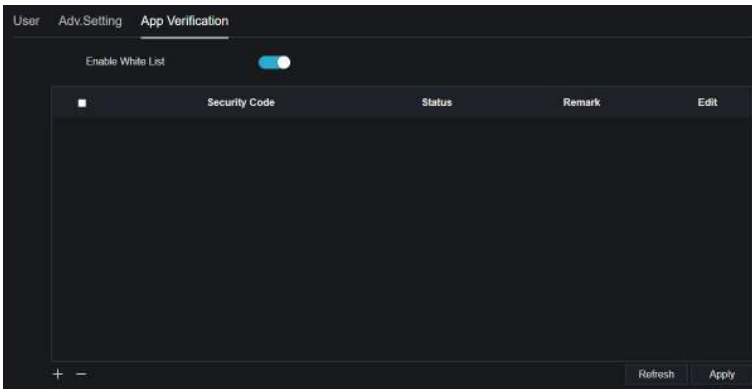 User Adv.Setting App Verification
Enable White List
Security Code Status Remark Edit
Refresh Apply